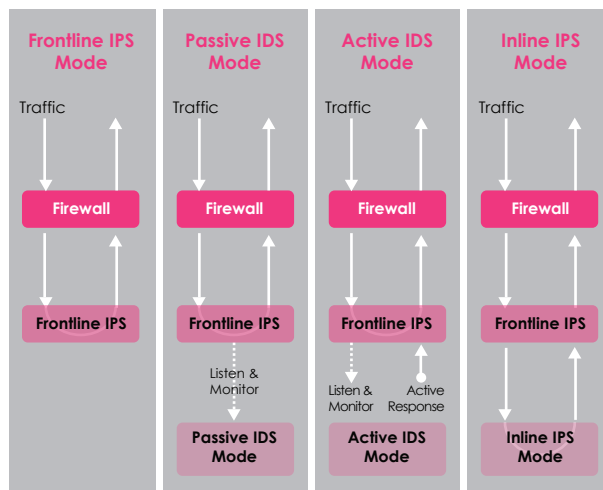 Frontline IPS
Mode
Traffic
Firewall
Frontline IPS
Passive IDS
Mode
Traffic
Firewall
Frontline IPS
Listen &
Monitor
Passive IDS
Mode
Active IDS
Mode
Traffic
Firewall
Frontline IPS
Listen &
Monitor
Active
Response
Active IDS
Mode
Inline IPS
Mode
Traffic
Firewall
Frontline IPS
Inline IPS
Mode